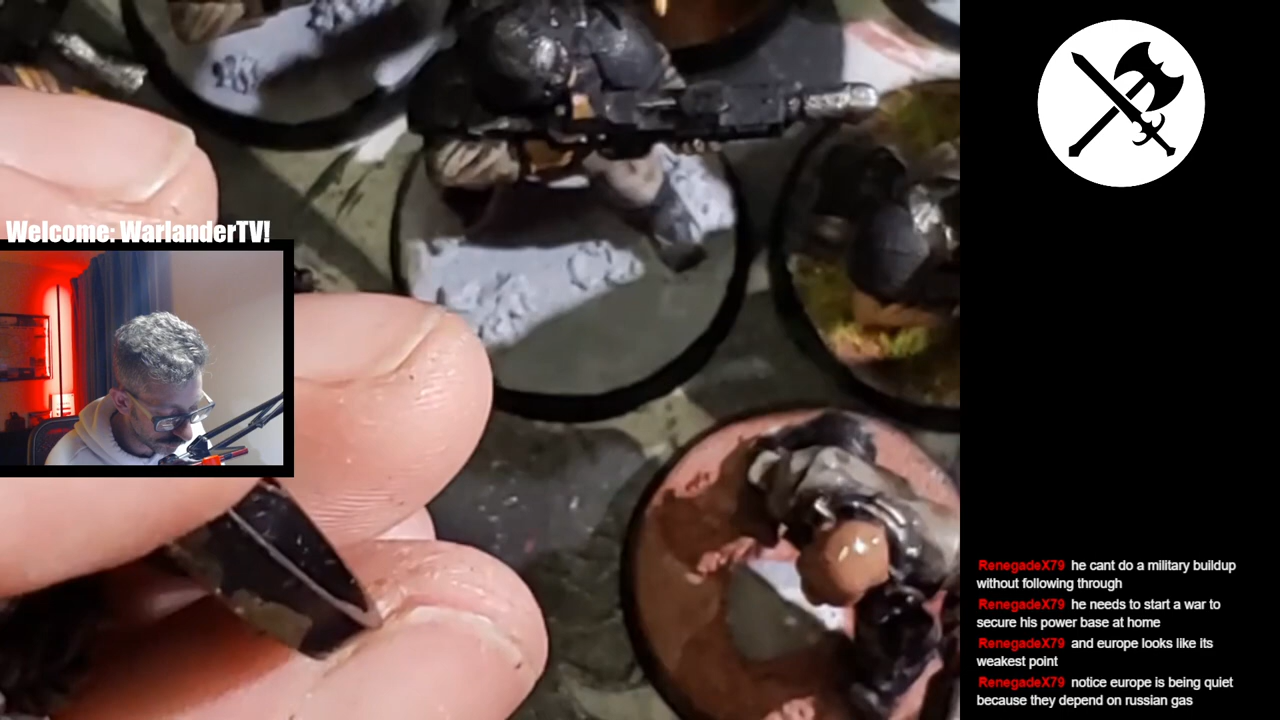 Welcome: WarlanderTV!
RenegadeX79 he cant do a military buildup
without following through
RenegadeX79 he needs to start a war to
secure his power base at home
RenegadeX79 and europe looks like its
weakest point
RenegadeX79 notice europe is being quiet
because they depend on russian gas